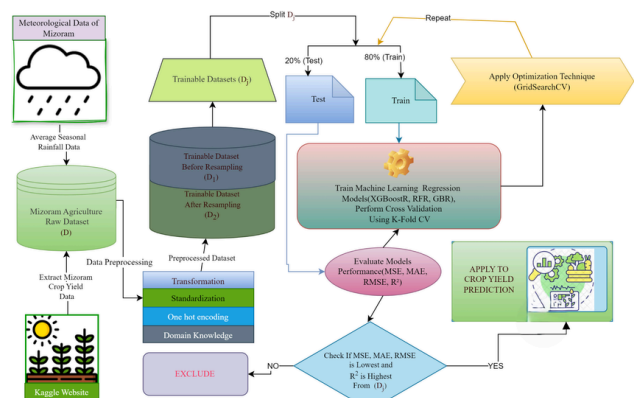 Meteorological Data of
Mizoram
Average Seasonal
Rainfall Data
Mizoram Agriculture
Raw Dataset
(D)
Extract Mizoram
Crop Yield
Data
Kaggle Website
Data Preprocessing
Transformation
Standardization
One hot encoding
Domain Knowledge
Preprocessed Dataset
Trainable Dataset
Before Resampling
(D₁)
Trainable Dataset
After Resampling
(D₂)
Trainable Datasets (Dⱼ)
Split Dⱼ
20% (Test)
80% (Train)
Test
Train
Repeat
Apply Optimization Technique
(GridSearchCV)
Train Machine Learning Regression
Models(XGBoostR, RFR, GBR),
Perform Cross Validation
Using K-Fold CV
Evaluate Models
Performance(MSE, MAE,
RMSE, R²)
Check If MSE, MAE, RMSE
is Lowest and
R² is Highest
From (Dⱼ)
NO
EXCLUDE
YES
APPLY TO
CROP YIELD
PREDICTION